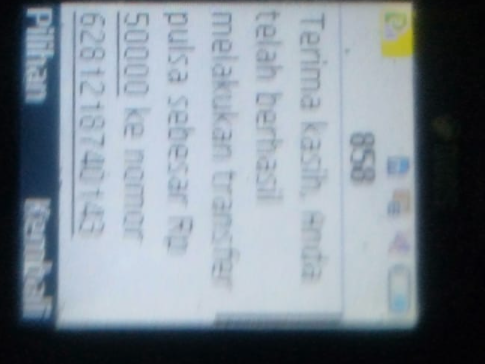 858
Terima kasih, Anda
telah berhasil
melakukan transfer
pulsa sebesar Rp
50000 ke nomor
6281218740143
Pilihan Kembali